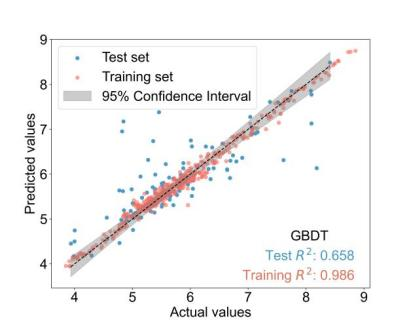 9
8
7
6
5
4
Predicted values
Test set
Training set
95% Confidence Interval
GBDT
Test R²: 0.658
Training R²: 0.986
4 5 6 7 8 9
Actual values